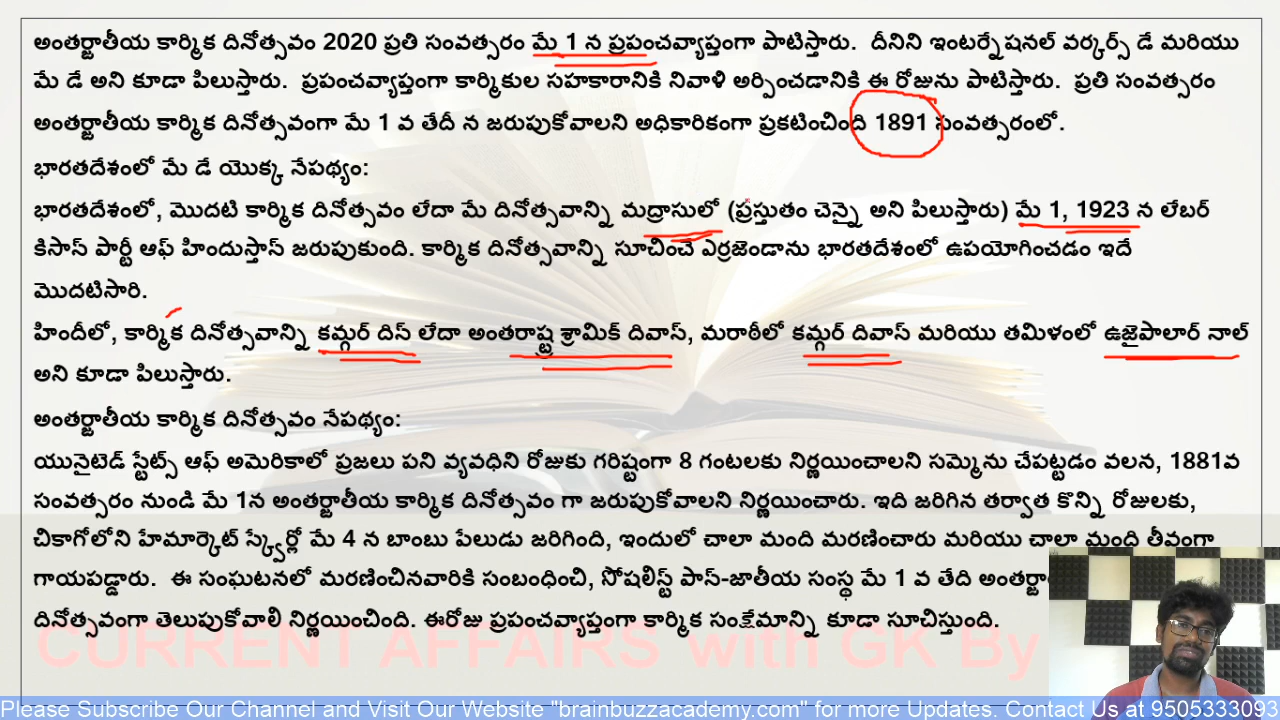 అంతర్జాతీయ కార్మిక దినోత్సవం 2020 ప్రతి సంవత్సరం మే 1 న ప్రపంచవ్యాప్తంగా పాటిస్తారు. దీనిని ఇంటర్నేషనల్ వర్కర్స్ డే మరియు
మే డే అని కూడా పిలుస్తారు. ప్రపంచవ్యాప్తంగా కార్మికుల సహకారానికి నివాళి అర్పించడానికి ఈ రోజును పాటిస్తారు. ప్రతి సంవత్సరం
అంతర్జాతీయ కార్మిక దినోత్సవంగా మే 1 వ తేదీ న జరుపుకోవాలని అధికారికంగా ప్రకటించింది 1891 సంవత్సరంలో.
భారతదేశంలో మే డే యొక్క నేపథ్యం:
భారతదేశంలో, మొదటి కార్మిక దినోత్సవం లేదా మే దినోత్సవాన్ని మద్రాసులో (ప్రస్తుతం చెన్నై అని పిలుస్తారు) మే 1, 1923 న లేబర్
కిసాస్ పార్టీ ఆఫ్ హిందుస్తాస్ జరుపుకుంది. కార్మిక దినోత్సవాన్ని సూచించే ఎర్రజెండాను భారతదేశంలో ఉపయోగించడం ఇదే
మొదటిసారి.
హిందీలో, కార్మిక దినోత్సవాన్ని కమ్గర్ దిస్ లేదా అంతరాష్ట్ర శ్రామిక్ దివాస్, మరాఠీలో కమ్గర్ దివాస్ మరియు తమిళంలో ఉజైపాలార్ నాల్
అని కూడా పిలుస్తారు.
అంతర్జాతీయ కార్మిక దినోత్సవం నేపథ్యం:
యునైటెడ్ స్టేట్స్ ఆఫ్ అమెరికాలో ప్రజలు పని వ్యవధిని రోజుకు గరిష్టంగా 8 గంటలకు నిర్ణయించాలని సమ్మెను చేపట్టడం వలన, 1881వ
సంవత్సరం నుండి మే 1న అంతర్జాతీయ కార్మిక దినోత్సవం గా జరుపుకోవాలని నిర్ణయించారు. ఇది జరిగిన తర్వాత కొన్ని రోజులకు,
చికాగోలోని హేమార్కెట్ స్క్వేర్లో మే 4 న బాంబు పేలుడు జరిగింది, ఇందులో చాలా మంది మరణించారు మరియు చాలా మంది తీవంగా
గాయపడ్డారు. ఈ సంఘటనలో మరణించినవారికి సంబంధించి, సోషలిస్ట్ పాస్-జాతీయ సంస్థ మే 1 వ తేది
దినోత్సవంగా తెలుపుకోవాలి నిర్ణయించింది. ఈరోజు ప్రపంచవ్యాప్తంగా కార్మిక సంక్షేమాన్ని కూడా సూచిస్తుంది.
CURRENT AFFAIRS with GK By
Please Subscribe Our Channel and Visit Our Website "brainbuzzacademy.com" for more Updates. Contact Us at 9505333093